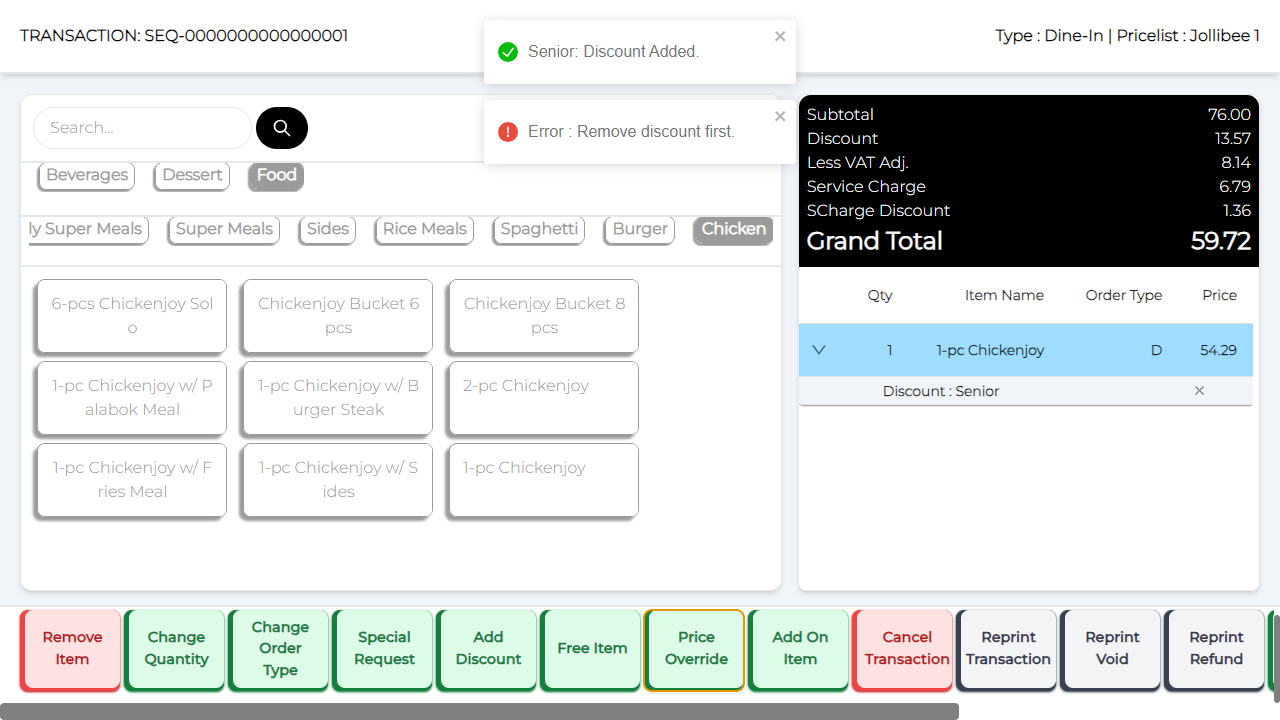 TRANSACTION: SEQ-0000000000000001
Type : Dine-In | Pricelist : Jollibee 1
Senior: Discount Added.
Error : Remove discount first.
Search...
Beverages
Dessert
Food
ly Super Meals
Super Meals
Sides
Rice Meals
Spaghetti
Burger
Chicken
6-pcs Chickenjoy Sol
o
Chickenjoy Bucket 6
pcs
Chickenjoy Bucket 8
pcs
1-pc Chickenjoy w/ P
alabok Meal
1-pc Chickenjoy w/ B
urger Steak
2-pc Chickenjoy
1-pc Chickenjoy w/ F
ries Meal
1-pc Chickenjoy w/ S
ides
1-pc Chickenjoy
Subtotal 76.00
Discount 13.57
Less VAT Adj. 8.14
Service Charge 6.79
SCharge Discount 1.36
Grand Total 59.72
Qty Item Name Order Type Price
1 1-pc Chickenjoy D 54.29
Discount : Senior
Remove
Item
Change
Quantity
Change
Order
Type
Special
Request
Add
Discount
Free Item
Price
Override
Add On
Item
Cancel
Transaction
Reprint
Transaction
Reprint
Void
Reprint
Refund